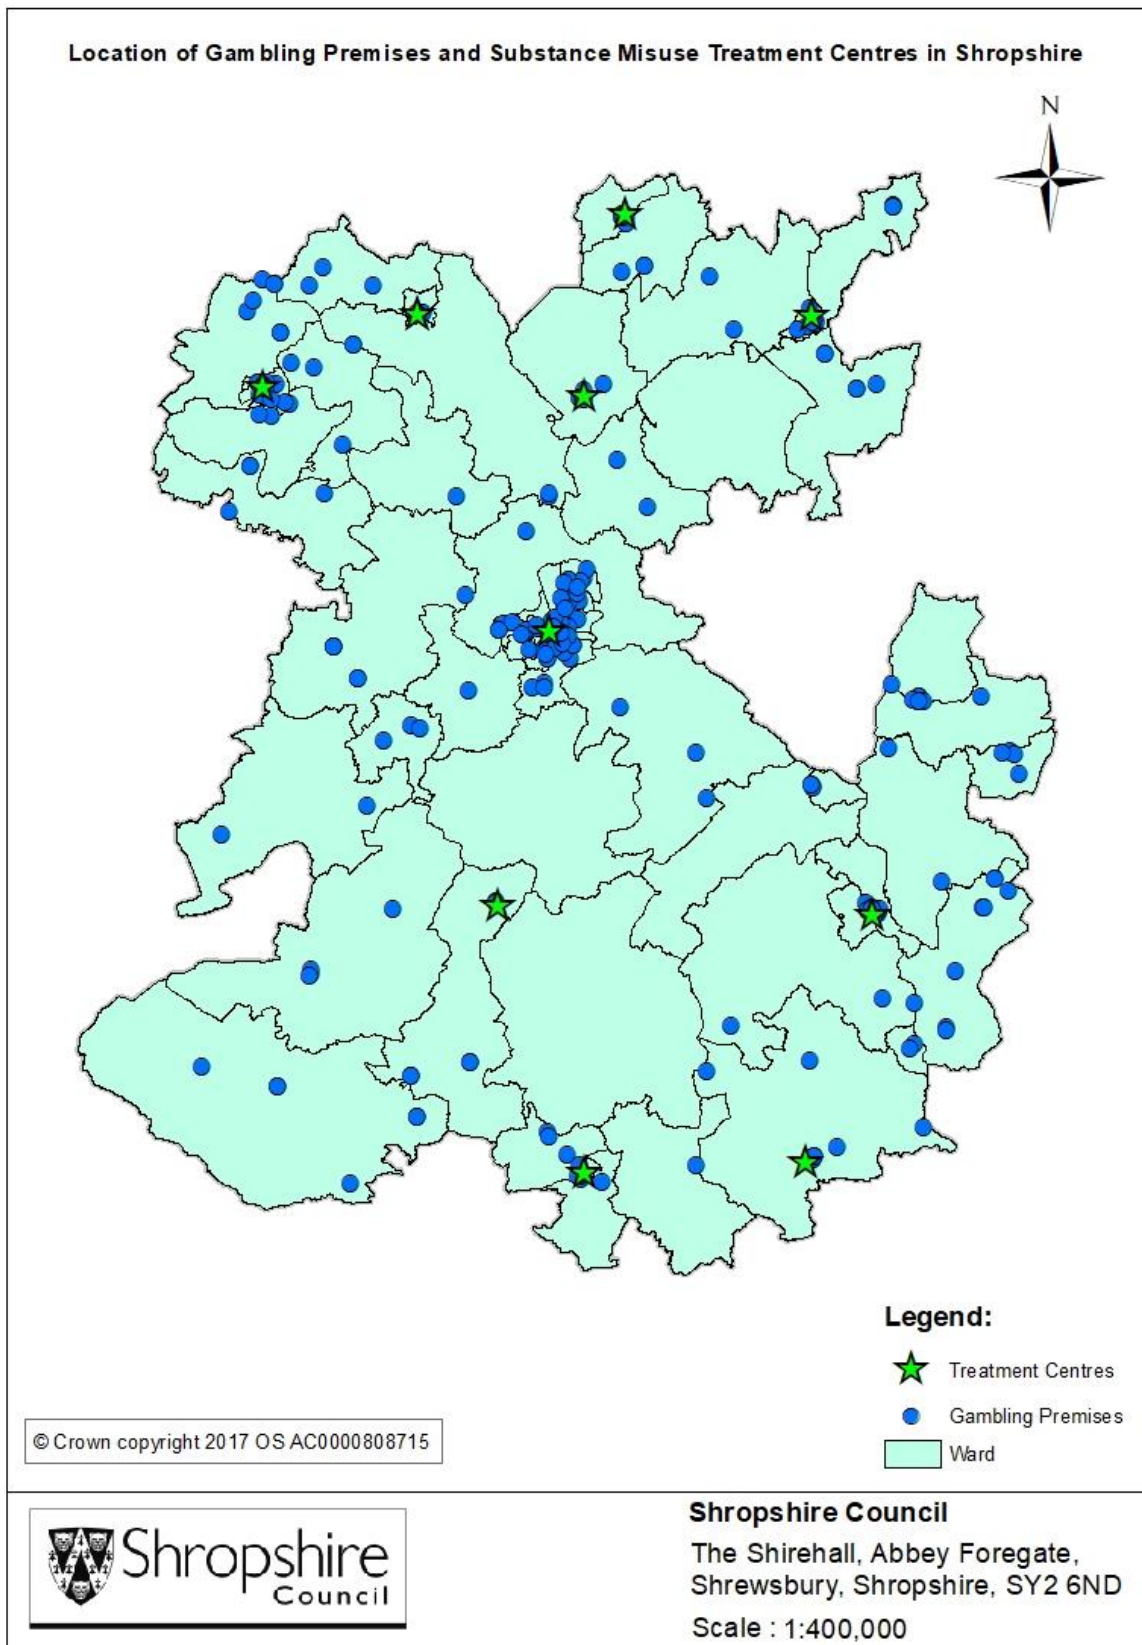 Location of Gambling Premises and Substance Misuse Treatment Centres in Shropshire
N
Legend:
Treatment Centres
Gambling Premises
Ward
© Crown copyright 2017 OS AC0000808715
Shropshire
Council
Shropshire Council
The Shirehall, Abbey Foregate,
Shrewsbury, Shropshire, SY2 6ND
Scale : 1:400,000